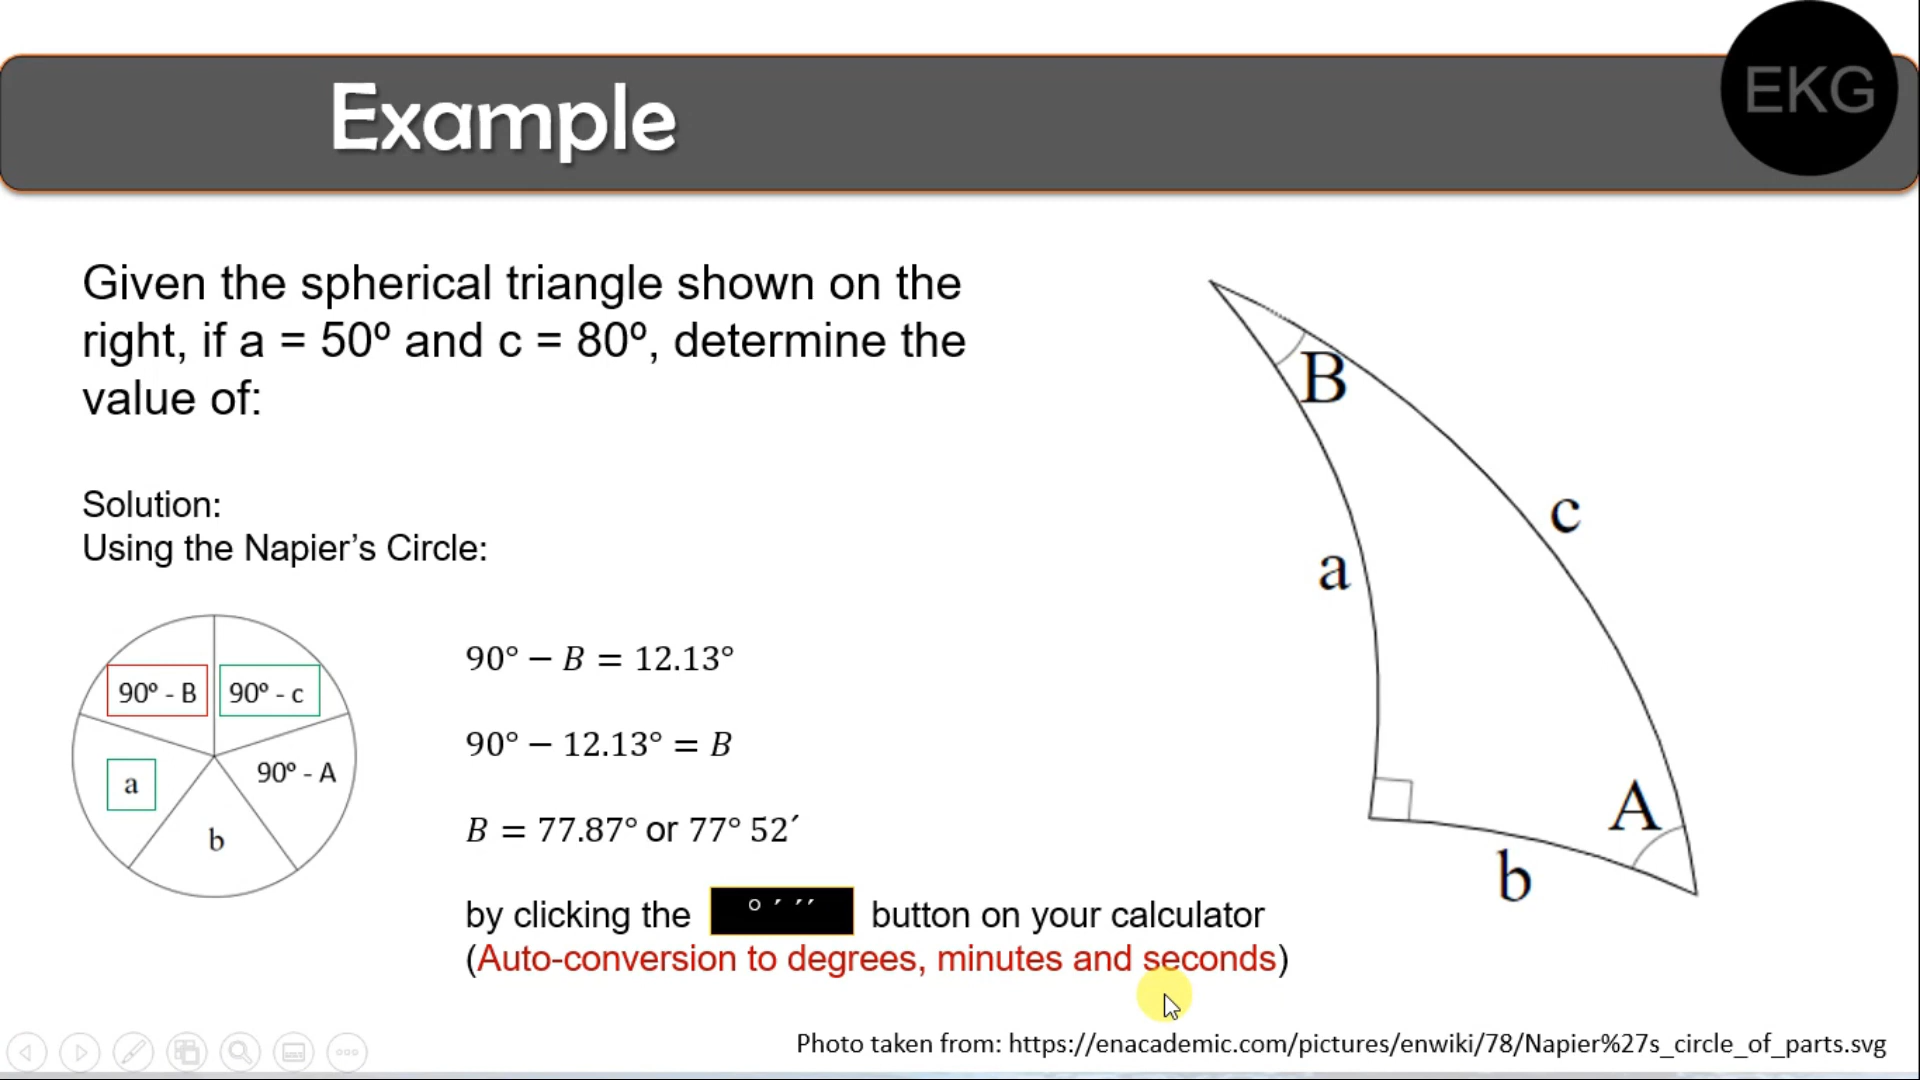 EKG
Example
Given the spherical triangle shown on the
right, if a = 50º and c = 80º, determine the
value of:
Solution:
Using the Napier’s Circle:
90º - B
90º - c
a
90º - A
b
90° − B = 12.13°
90° − 12.13° = B
B = 77.87° or 77° 52′
by clicking the ° ′ ′′ button on your calculator
(Auto-conversion to degrees, minutes and seconds)
B
c
a
A
b
Photo taken from: https://enacademic.com/pictures/enwiki/78/Napier%27s_circle_of_parts.svg